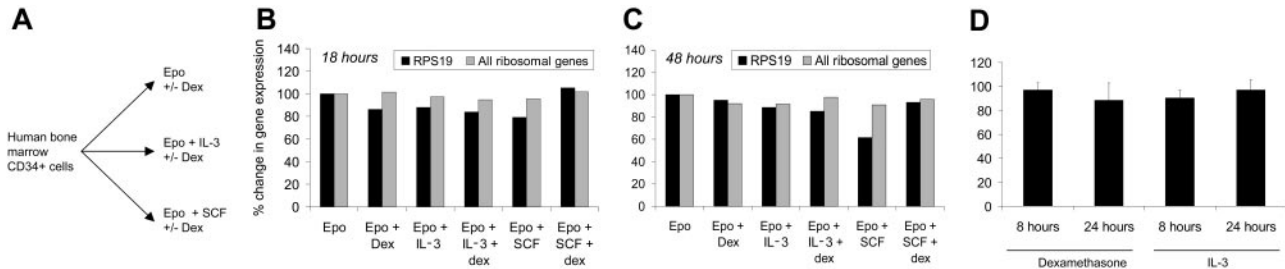 A
Human bone
marrow
CD34+ cells
Epo
+/- Dex
Epo + IL-3
+/- Dex
Epo + SCF
+/- Dex
B
% change in gene expression
140
120
100
80
60
40
20
0
18 hours
RPS19
All ribosomal genes
Epo
Epo +
Dex
Epo +
IL-3
Epo +
IL-3 +
dex
Epo +
SCF
Epo +
SCF +
dex
C
140
120
100
80
60
40
20
0
48 hours
RPS19
All ribosomal genes
Epo
Epo +
Dex
Epo +
IL-3
Epo +
IL-3 +
dex
Epo +
SCF
Epo +
SCF +
dex
D
120
100
80
60
40
20
0
8 hours
24 hours
8 hours
24 hours
Dexamethasone
IL-3